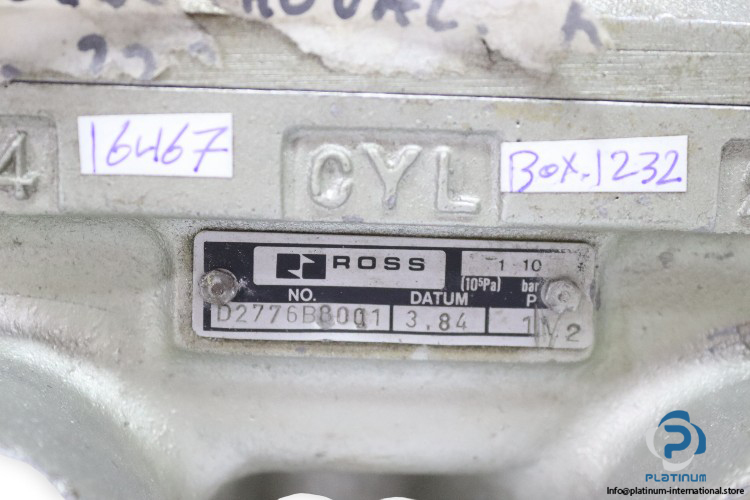 4
16467
CYL
Box.1232
ROSS
1 10
(10⁵Pa) bar
NO. DATUM P
D2776B8001 3,84 1 2
PLATINUM
Info@platinum-international.store